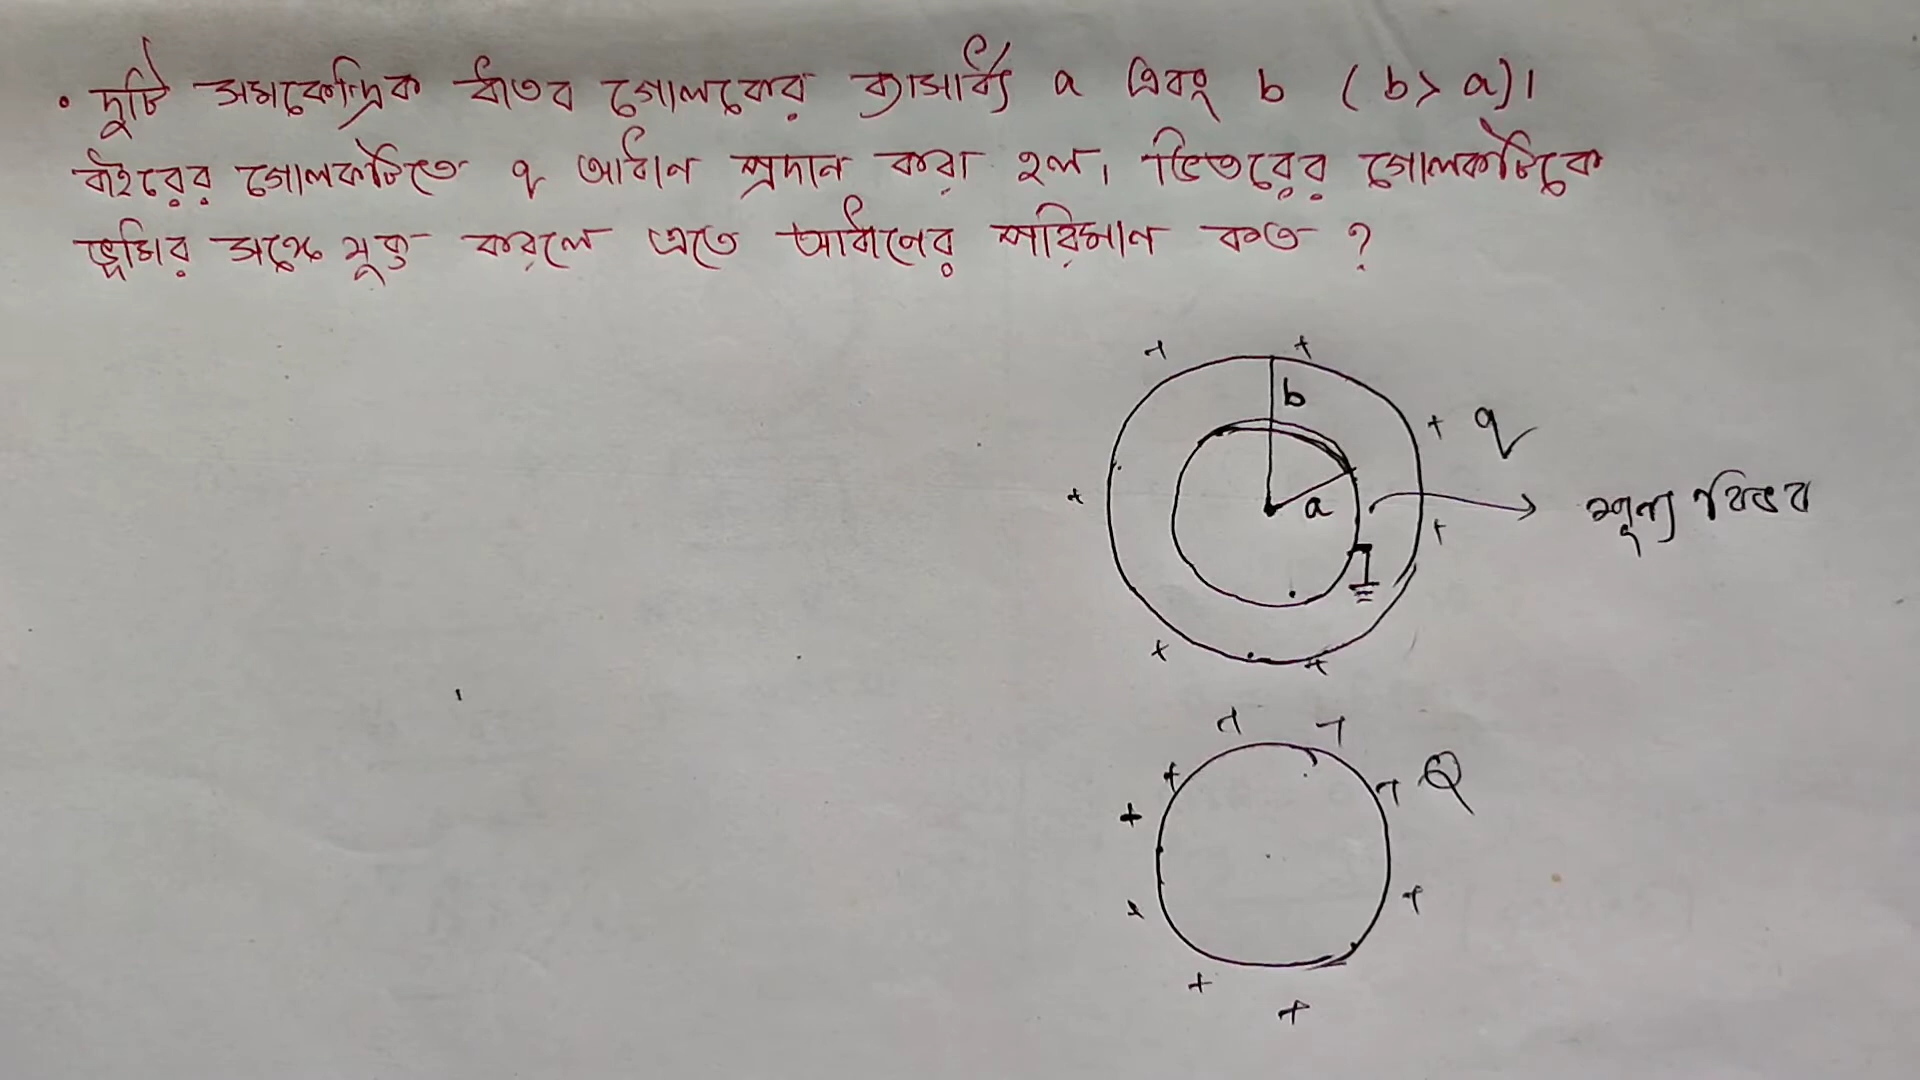 • দুটি সমকেন্দ্রিক ধাতব গোলকের ব্যাসার্ধ a এবং b ( b > a)।
বাইরের গোলকটিতে q আধান প্রদান করা হল। ভিতরের গোলকটিকে
ভূমির সঙ্গে যুক্ত করলে এতে আধানের পরিমান কত ?
+ +
b
+ q
+
a
শূন্য বিভব
+
+ +
+ +
+ + Q
+
+
+
+
+